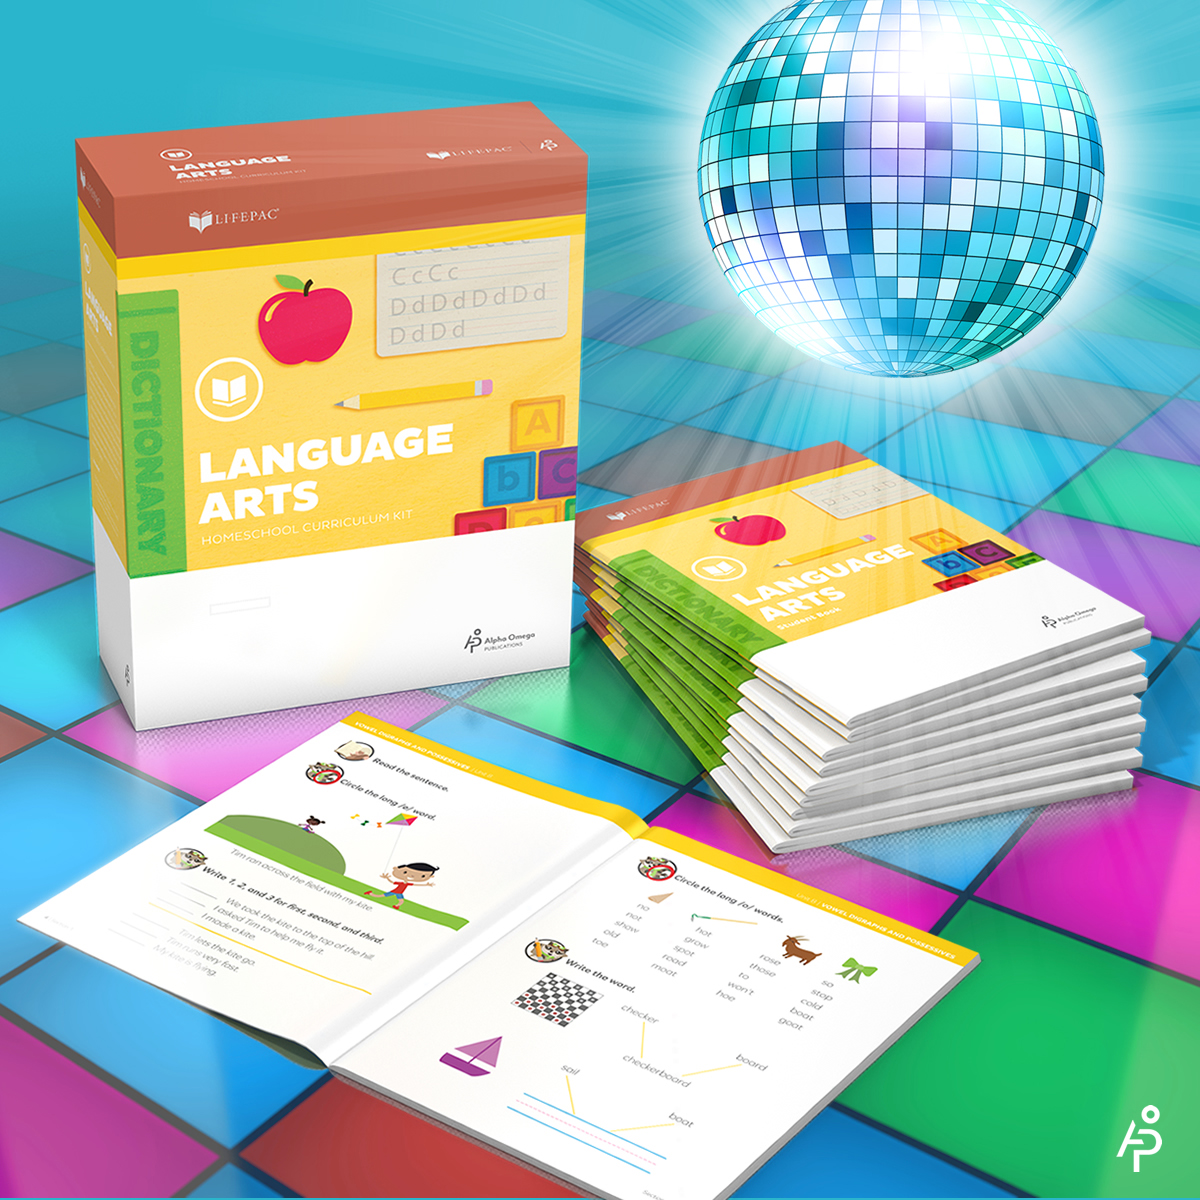 LANGUAGE
ARTS
HOMESCHOOL CURRICULUM KIT
LIFEPAC
AP
LIFEPAC
LIFEPAC
LANGUAGE
ARTS
CcCc
DdDdDdDd
DdDd
DICTIONARY
A
b C
D e
LANGUAGE
ARTS
HOMESCHOOL CURRICULUM KIT
AP Alpha Omega
PUBLICATIONS
LIFEPAC
DdDdDd
DICTIONARY
A
b C
LANGUAGE
ARTS
Student Book
AP Alpha Omega
PUBLICATIONS
VOWEL DIGRAPHS AND POSSESSIVES
Read the sentence.
Circle the long /e/ word.
Tim ran across the field with my kite.
Write 1, 2, and 3 for first, second, and third.
We took the kite to the top of the hill.
I asked Tim to help me fly it.
I made a kite.
Tim lets the kite go.
Tim runs very fast.
My kite is flying.
VOWEL DIGRAPHS AND POSSESSIVES
Circle the long /o/ words.
no hot rose so
not grow those stop
show spot to cold
old road won't boat
toe moat hoe goat
Write the word.
checker
checkerboard
board
sail
boat
AP